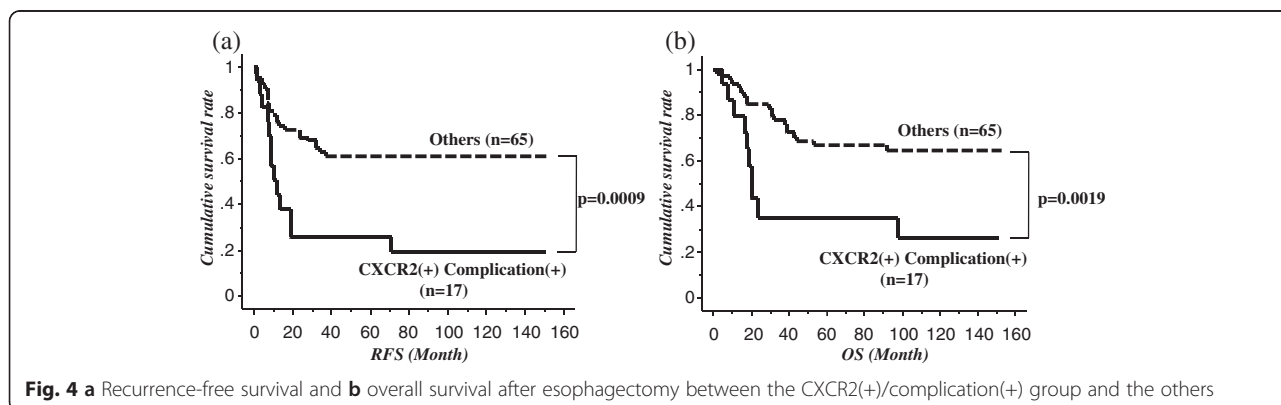 (a)
Cumulative survival rate
1
.8
.6
.4
.2
0
Others (n=65)
p=0.0009
CXCR2(+) Complication(+)
(n=17)
0 20 40 60 80 100 120 140 160
RFS (Month)
(b)
Cumulative survival rate
1
.8
.6
.4
.2
0
Others (n=65)
p=0.0019
CXCR2(+) Complication(+)
(n=17)
0 20 40 60 80 100 120 140 160
OS (Month)
Fig. 4 a Recurrence-free survival and b overall survival after esophagectomy between the CXCR2(+)/complication(+) group and the others